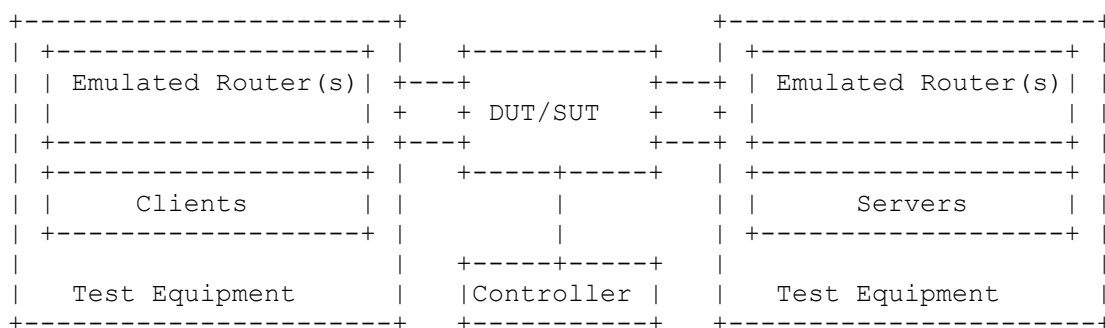 Emulated Router(s) Emulated Router(s)
DUT/SUT
Clients Servers
Test Equipment Controller Test Equipment